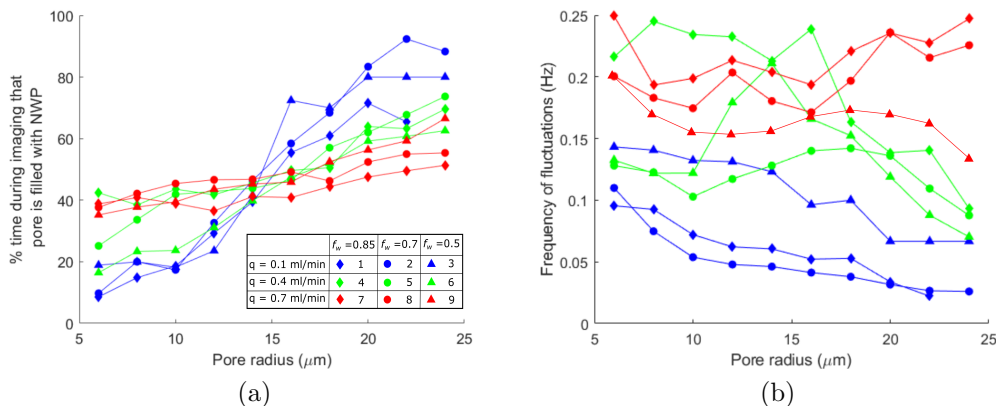 % time during imaging that
pore is filled with NWP
100
80
60
40
20
0
5
10
15
20
25
Pore radius (μm)
f_w =0.85 f_w =0.7 f_w =0.5
q = 0.1 ml/min 1 2 3
q = 0.4 ml/min 4 5 6
q = 0.7 ml/min 7 8 9
(a)
Frequency of fluctuations (Hz)
0.25
0.2
0.15
0.1
0.05
0
5
10
15
20
25
Pore radius (μm)
(b)